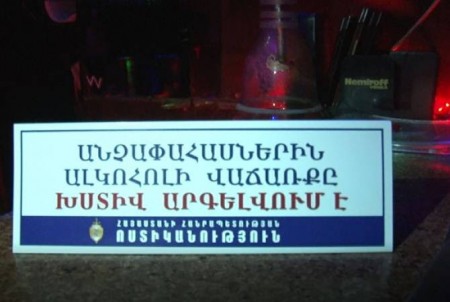 Nemiroff
ԱՆՉԱՓԱՀԱՍՆԵՐԻՆ
ԱԼԿՈՀՈԼԻ ՎԱՃԱՌՔԸ
ԽՍՏԻՎ ԱՐԳԵԼՎՈՒՄ Է
ՀԱՅԱՍՏԱՆԻ ՀԱՆՐԱՊԵՏՈՒԹՅԱՆ
ՈՍՏԻԿԱՆՈՒԹՅՈՒՆ